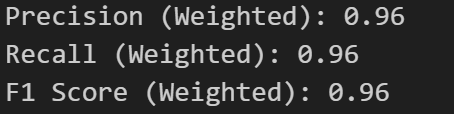 Precision (Weighted): 0.96
Recall (Weighted): 0.96
F1 Score (Weighted): 0.96